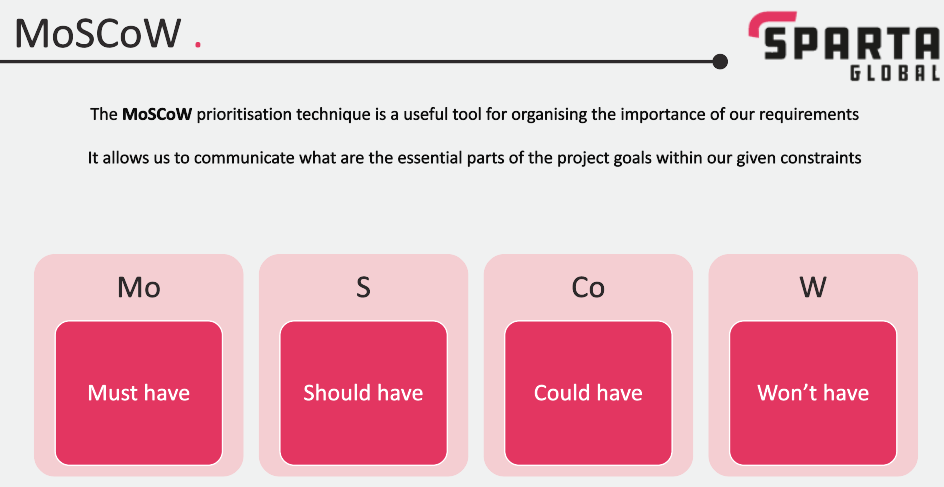 MoSCoW .
SPARTA
GLOBAL
The MoSCoW prioritisation technique is a useful tool for organising the importance of our requirements
It allows us to communicate what are the essential parts of the project goals within our given constraints
Mo
Must have
S
Should have
Co
Could have
W
Won’t have